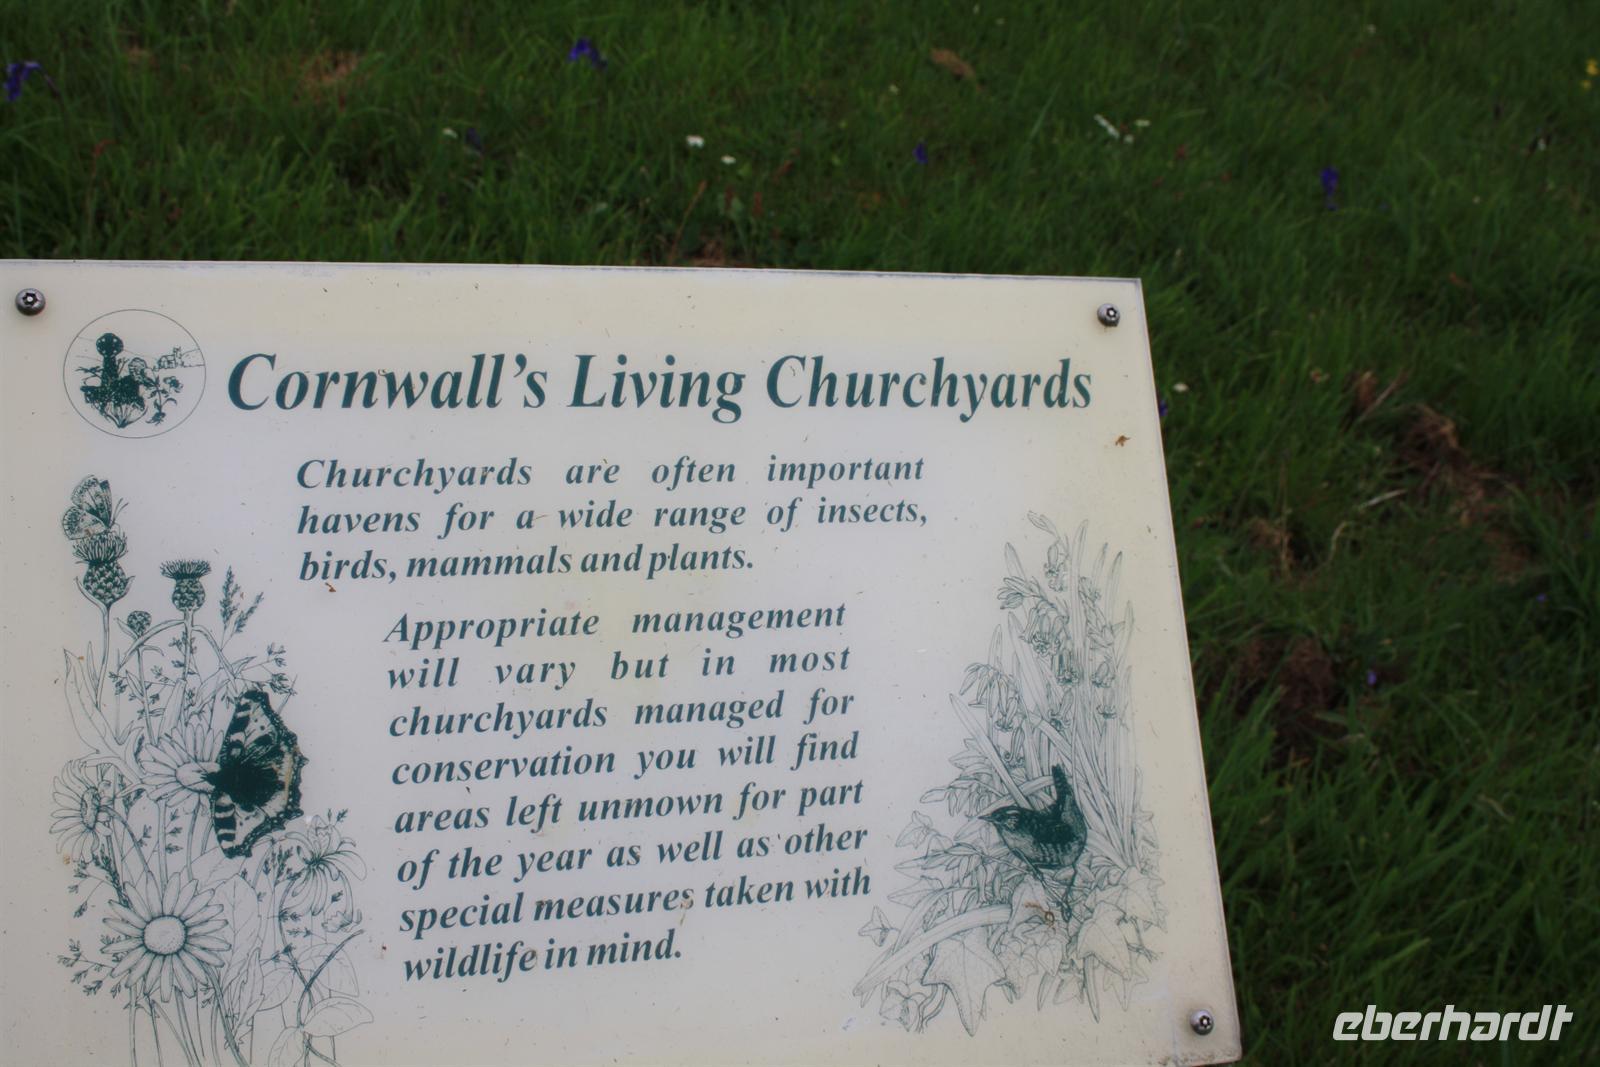 Cornwall's Living Churchyards
Churchyards are often important
havens for a wide range of insects,
birds, mammals and plants.
Appropriate management
will vary but in most
churchyards managed for
conservation you will find
areas left unmown for part
of the year as well as other
special measures taken with
wildlife in mind.
eberhardt